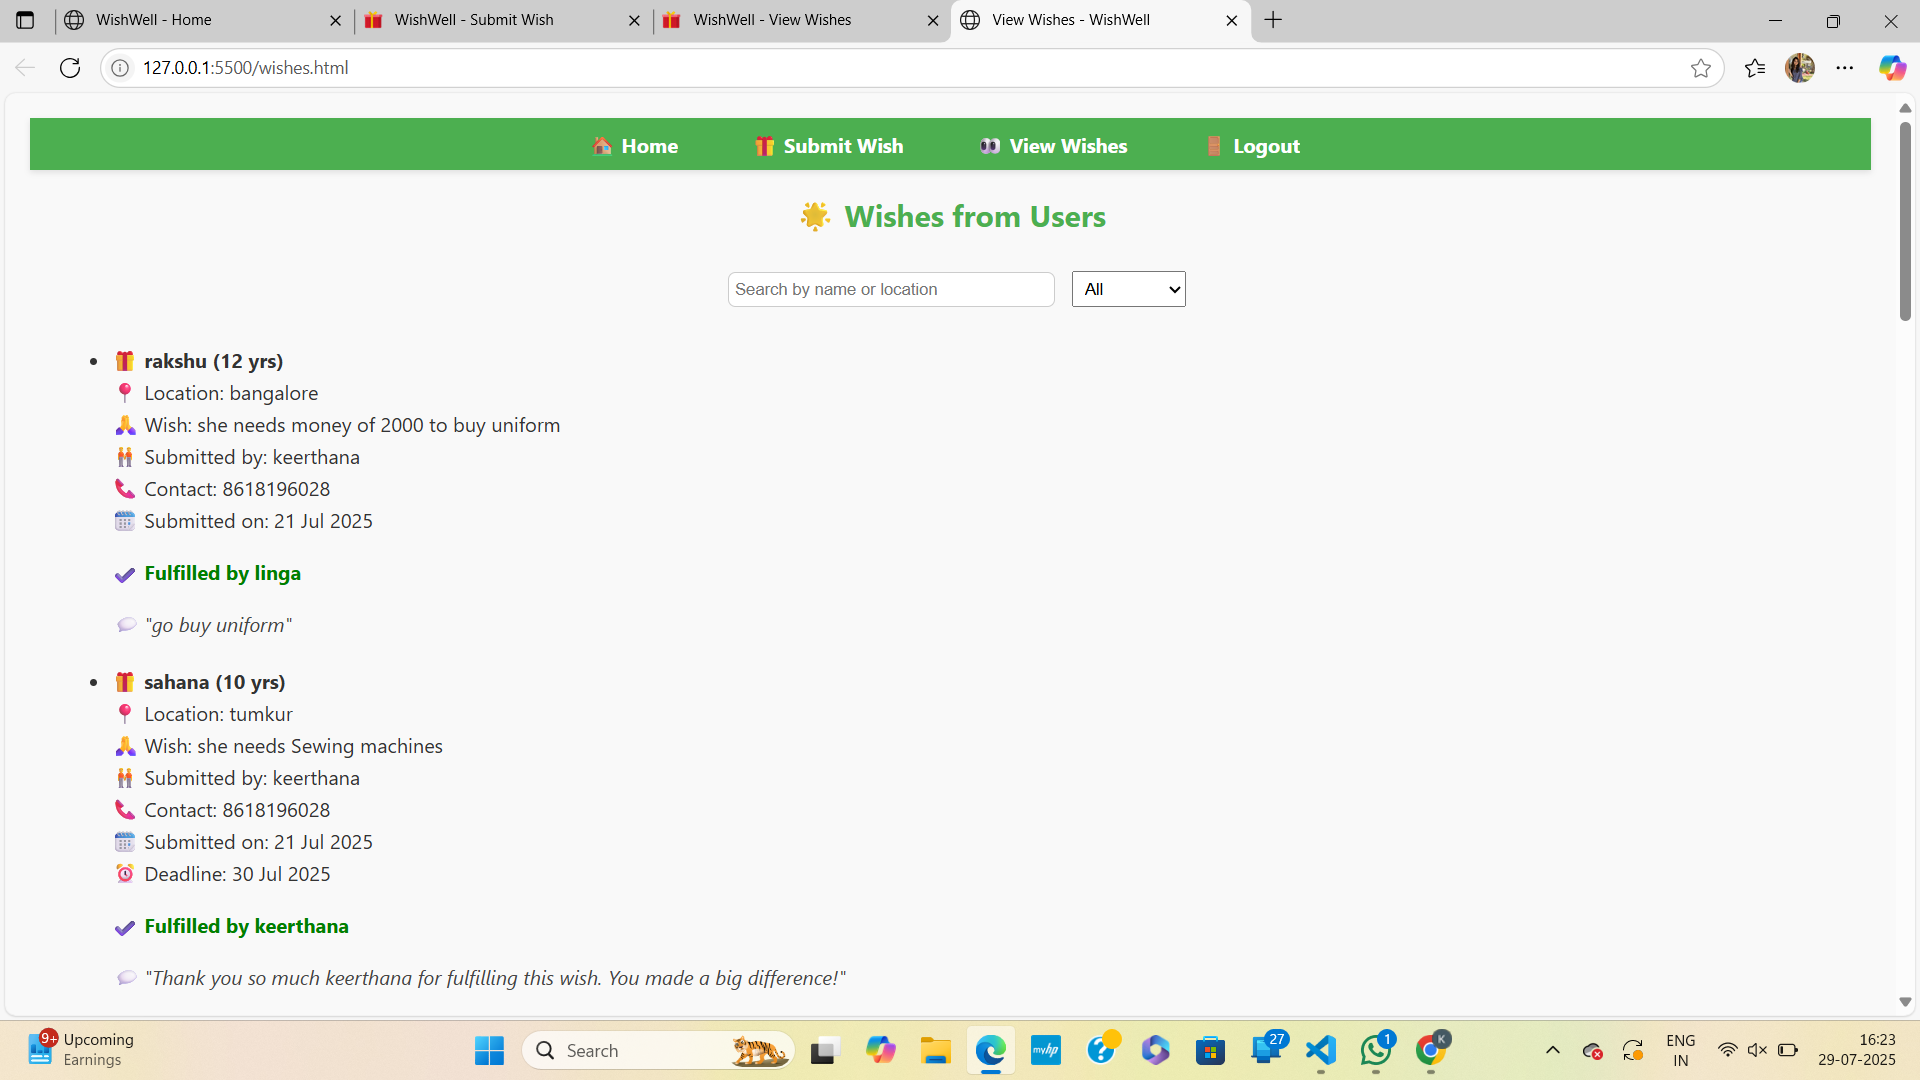 WishWell - Home
WishWell - Submit Wish
WishWell - View Wishes
View Wishes - WishWell
127.0.0.1:5500/wishes.html
Home
Submit Wish
View Wishes
Logout
Wishes from Users
Search by name or location
All
rakshu (12 yrs)
Location: bangalore
Wish: she needs money of 2000 to buy uniform
Submitted by: keerthana
Contact: 8618196028
Submitted on: 21 Jul 2025
Fulfilled by linga
"go buy uniform"
sahana (10 yrs)
Location: tumkur
Wish: she needs Sewing machines
Submitted by: keerthana
Contact: 8618196028
Submitted on: 21 Jul 2025
Deadline: 30 Jul 2025
Fulfilled by keerthana
"Thank you so much keerthana for fulfilling this wish. You made a big difference!"
9+
Upcoming
Earnings
Search
myhp
27
1
K
ENG
IN
16:23
29-07-2025